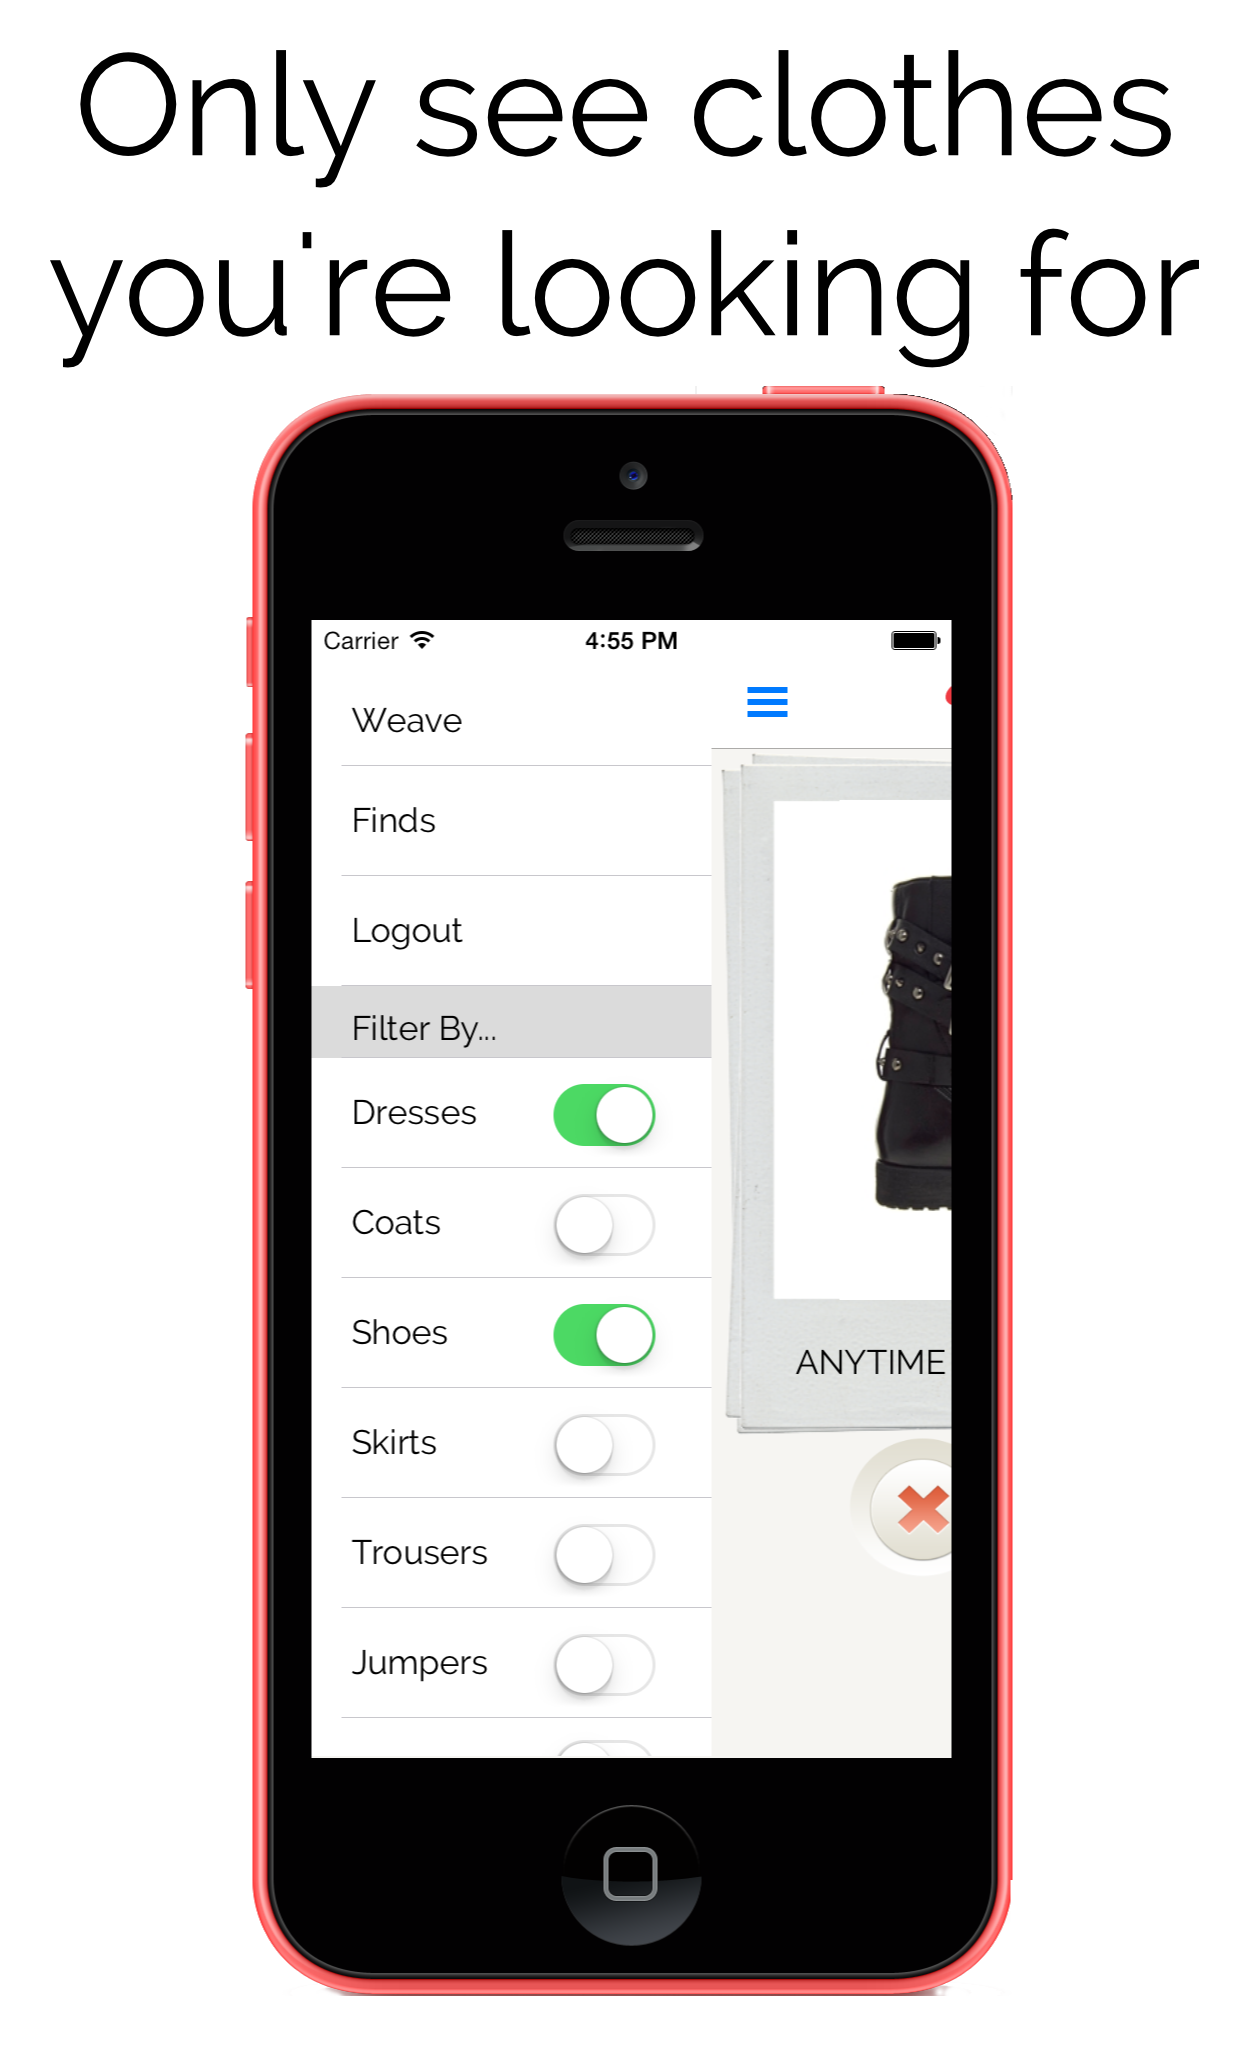 Only see clothes
you're looking for
Carrier 4:55 PM
Weave
Finds
Logout
Filter By...
Dresses
Coats
Shoes
Skirts
Trousers
Jumpers
ANYTIME